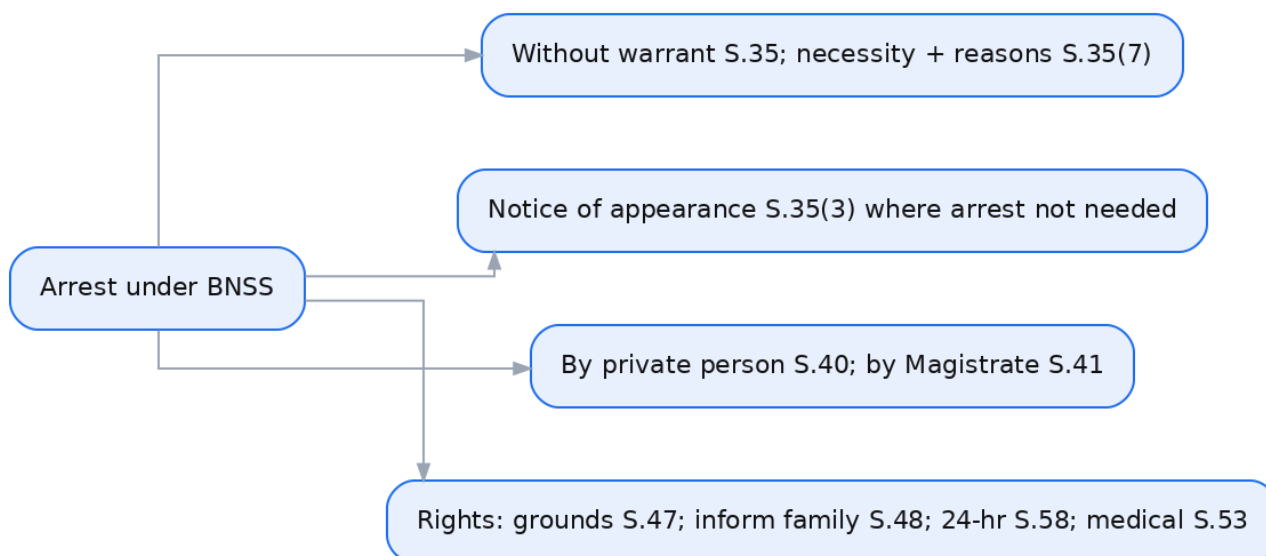 Without warrant S.35; necessity + reasons S.35(7)
Notice of appearance S.35(3) where arrest not needed
Arrest under BNSS
By private person S.40; by Magistrate S.41
Rights: grounds S.47; inform family S.48; 24-hr S.58; medical S.53